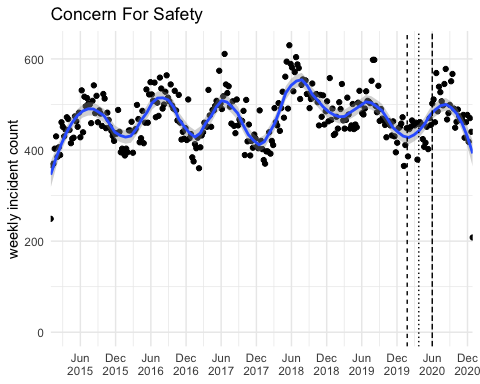 Concern For Safety
weekly incident count
600
400
200
0
Jun 2015
Dec 2015
Jun 2016
Dec 2016
Jun 2017
Dec 2017
Jun 2018
Dec 2018
Jun 2019
Dec 2019
Jun 2020
Dec 2020